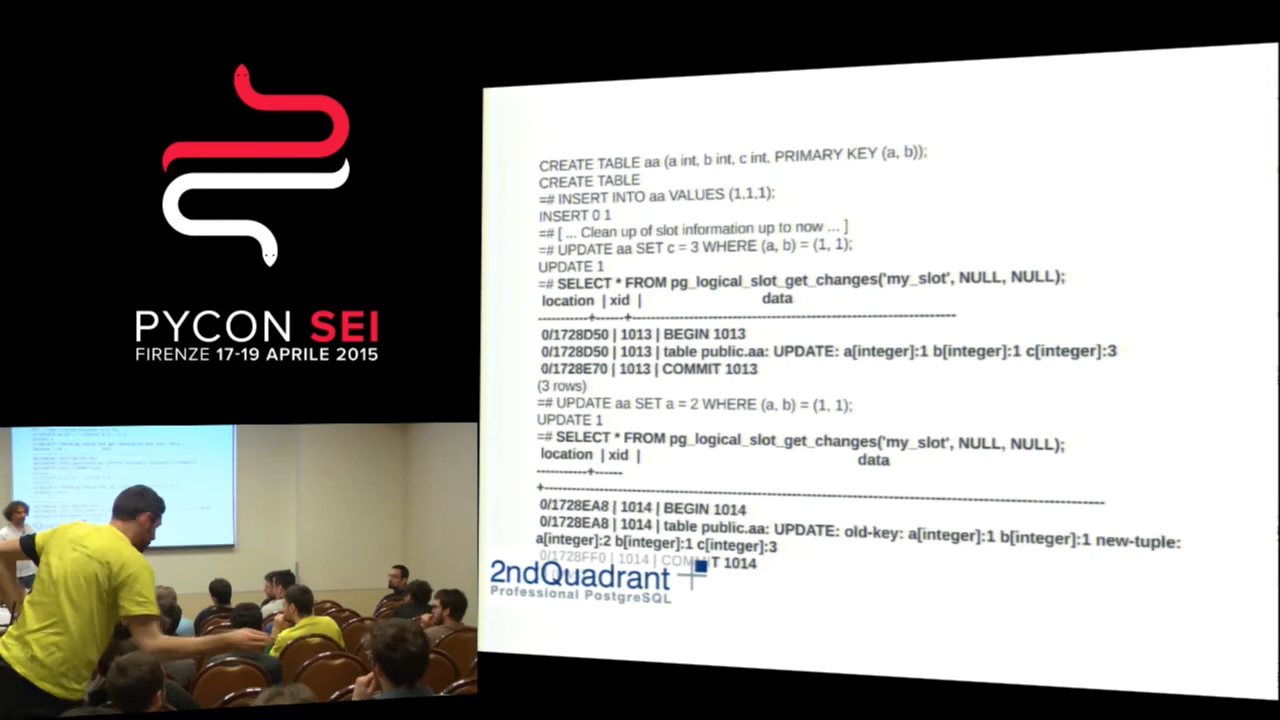 PYCON SEI
FIRENZE 17-19 APRILE 2015
CREATE TABLE aa (a int, b int, c int, PRIMARY KEY (a, b));
CREATE TABLE
=# INSERT INTO aa VALUES (1,1,1);
INSERT 0 1
=# [ ... Clean up of slot information up to now ... ]
=# UPDATE aa SET c = 3 WHERE (a, b) = (1, 1);
UPDATE 1
=# SELECT * FROM pg_logical_slot_get_changes('my_slot', NULL, NULL);
location | xid | data
-----------+------+---------------------------------------------------------------
0/1728D50 | 1013 | BEGIN 1013
0/1728D50 | 1013 | table public.aa: UPDATE: a[integer]:1 b[integer]:1 c[integer]:3
0/1728E70 | 1013 | COMMIT 1013
(3 rows)
=# UPDATE aa SET a = 2 WHERE (a, b) = (1, 1);
UPDATE 1
=# SELECT * FROM pg_logical_slot_get_changes('my_slot', NULL, NULL);
location | xid | data
-----------+------
+---------------------------------------------------------------------------------------------------------------
0/1728EA8 | 1014 | BEGIN 1014
0/1728EA8 | 1014 | table public.aa: UPDATE: old-key: a[integer]:1 b[integer]:1 new-tuple:
a[integer]:2 b[integer]:1 c[integer]:3
0/1728FF0 | 1014 | COMMIT 1014
2ndQuadrant
Professional PostgreSQL